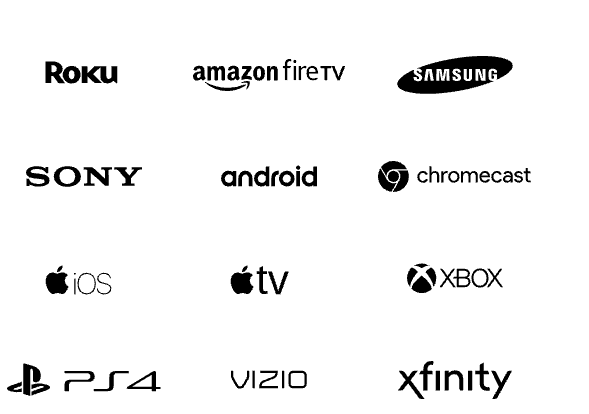 Roku amazon fireTV SAMSUNG
SONY android chromecast
iOS tv XBOX
PS4 VIZIO xfinity